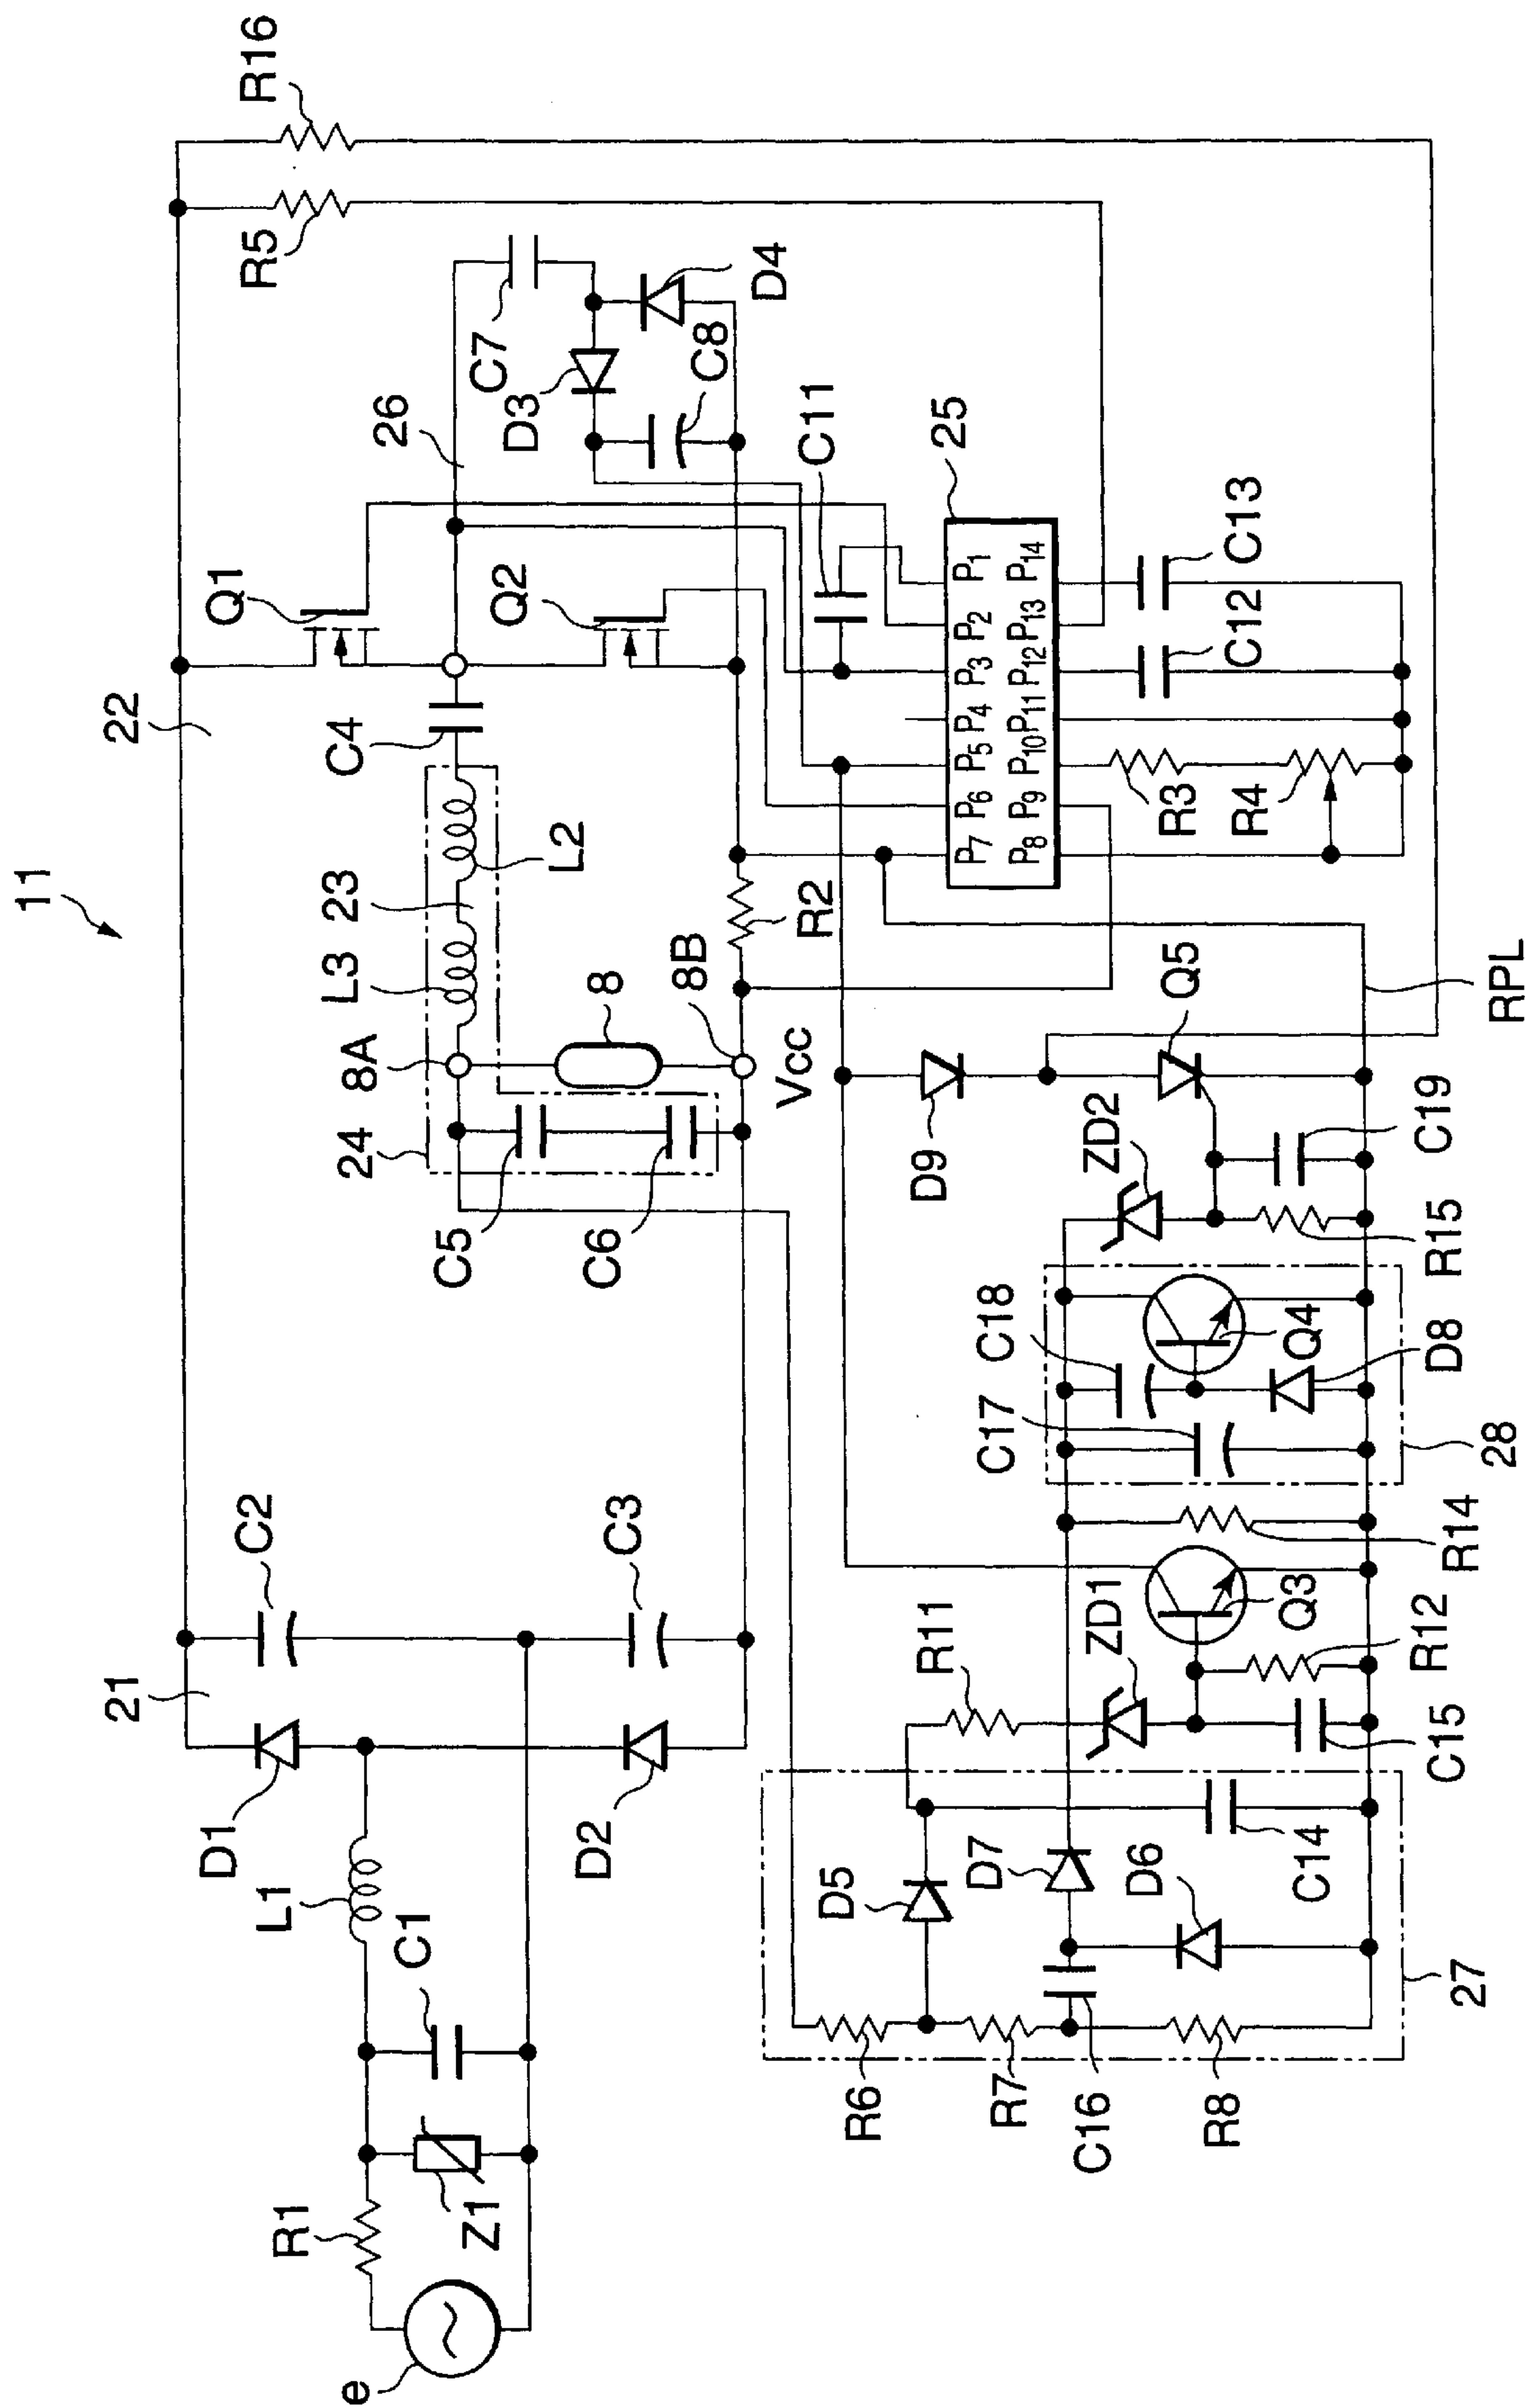 11
R16
R5
22
Q1
26
C7
D3
D4
C8
C4
Q2
C11
25
23
L2
L3
8A
8
8B
R2
24
C5
C6
Vcc
P1
P2
P3
P4
P5
P6
P7
P14
P13
P12
P11
P10
P9
P8
C13
C12
R3
R4
RPL
Q5
D9
ZD2
C19
R15
C18
C17
Q4
D8
28
R14
Q3
ZD1
R11
R12
C15
21
C2
C3
D1
D2
L1
C1
Z1
R1
e
D5
D7
D6
C14
27
R6
R7
C16
R8